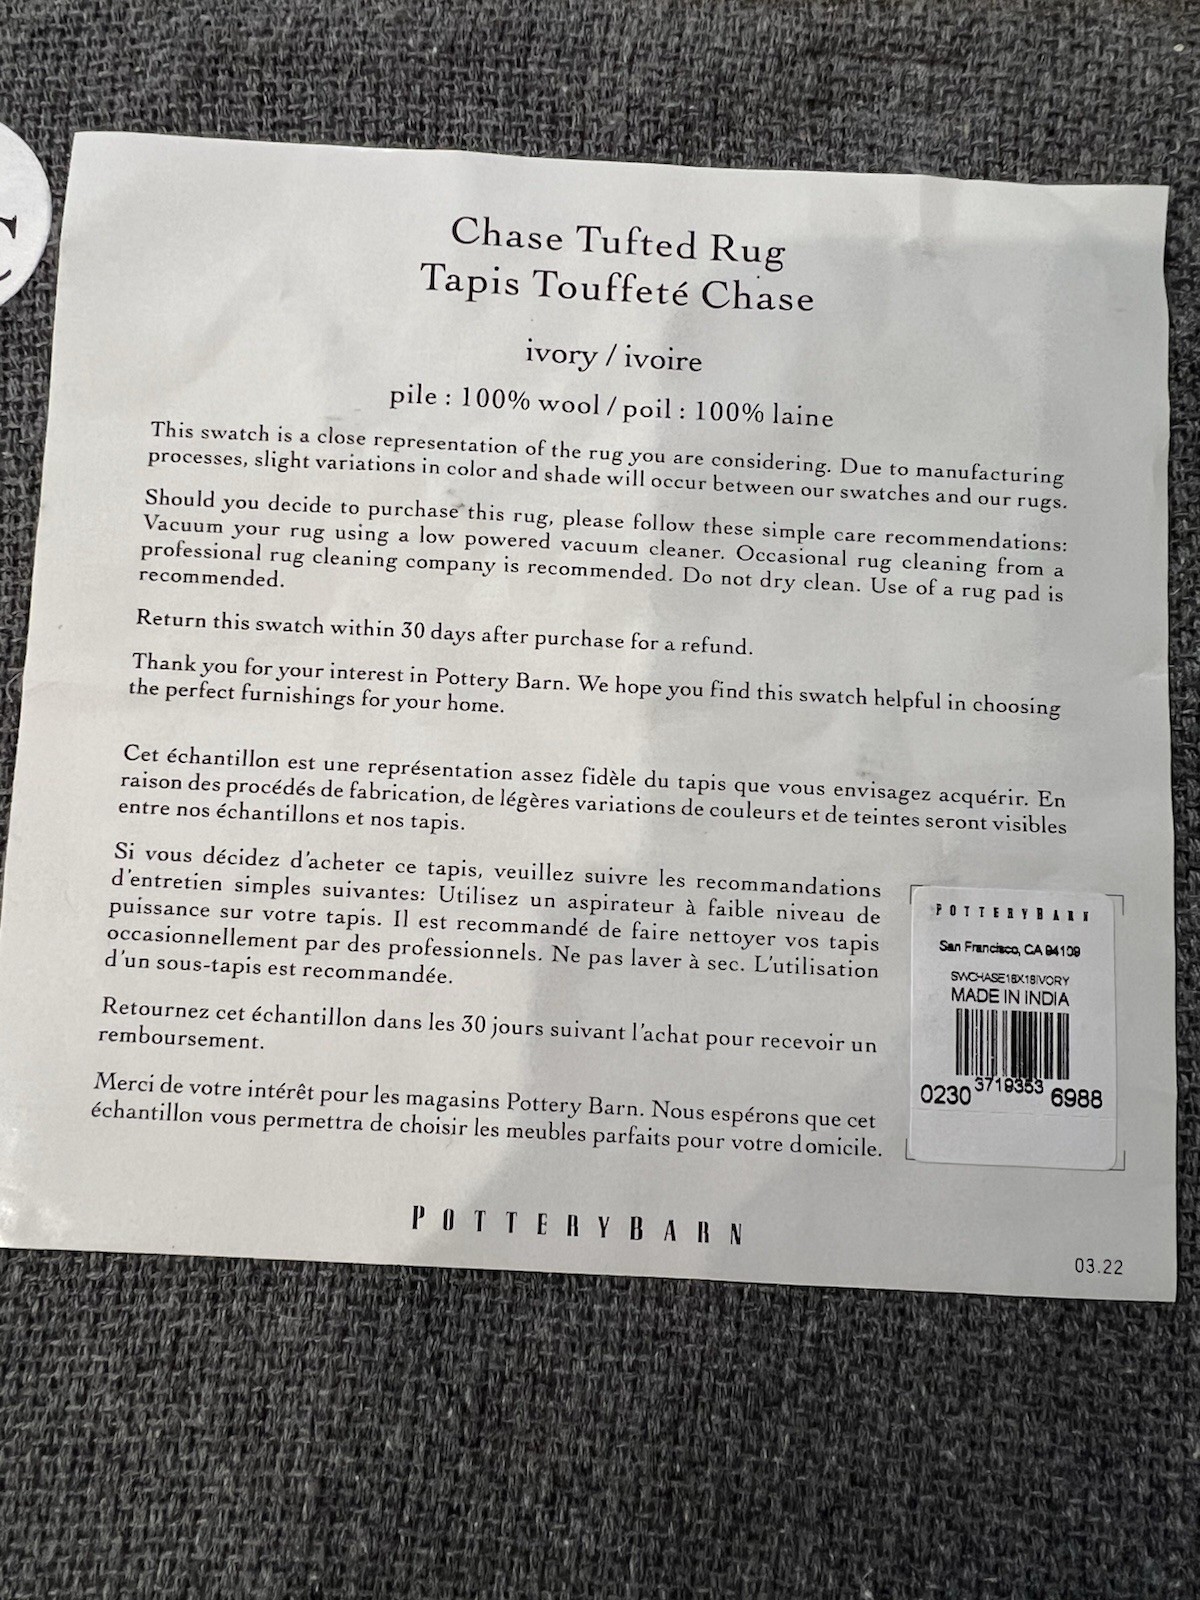 Chase Tufted Rug
Tapis Touffeté Chase
ivory / ivoire
pile : 100% wool / poil : 100% laine
This swatch is a close representation of the rug you are considering. Due to manufacturing
processes, slight variations in color and shade will occur between our swatches and our rugs.
Should you decide to purchase this rug, please follow these simple care recommendations:
Vacuum your rug using a low powered vacuum cleaner. Occasional rug cleaning from a
professional rug cleaning company is recommended. Do not dry clean. Use of a rug pad is
recommended.
Return this swatch within 30 days after purchase for a refund.
Thank you for your interest in Pottery Barn. We hope you find this swatch helpful in choosing
the perfect furnishings for your home.
Cet échantillon est une représentation assez fidèle du tapis que vous envisagez acquérir. En
raison des procédés de fabrication, de légères variations de couleurs et de teintes seront visibles
entre nos échantillons et nos tapis.
Si vous décidez d'acheter ce tapis, veuillez suivre les recommandations
d'entretien simples suivantes: Utilisez un aspirateur à faible niveau de
puissance sur votre tapis. Il est recommandé de faire nettoyer vos tapis
occasionnellement par des professionnels. Ne pas laver à sec. L'utilisation
d'un sous-tapis est recommandée.
Retournez cet échantillon dans les 30 jours suivant l'achat pour recevoir un
remboursement.
Merci de votre intérêt pour les magasins Pottery Barn. Nous espérons que cet
échantillon vous permettra de choisir les meubles parfaits pour votre domicile.
POTTERYBARN
San Francisco, CA 94109
SWCHASE18X18IVORY
MADE IN INDIA
0230 3719353 6988
POTTERYBARN
03.22